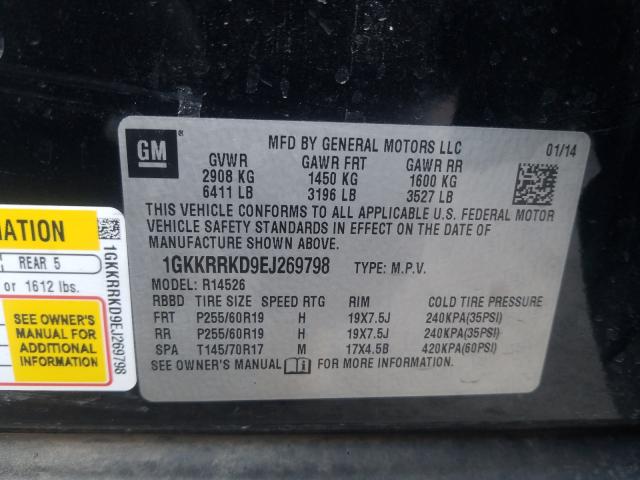 GM
MFD BY GENERAL MOTORS LLC 01/14
GVWR GAWR FRT GAWR RR
2908 KG 1450 KG 1600 KG
6411 LB 3196 LB 3527 LB
THIS VEHICLE CONFORMS TO ALL APPLICABLE U.S. FEDERAL MOTOR
VEHICLE SAFETY STANDARDS IN EFFECT ON THE DATE OF
MANUFACTURE SHOWN ABOVE.
1GKKRRKD9EJ269798 TYPE: M.P.V.
MODEL: R14526
RBBD TIRE SIZE SPEED RTG RIM COLD TIRE PRESSURE
FRT P255/60R19 H 19X7.5J 240KPA(35PSI)
RR P255/60R19 H 19X7.5J 240KPA(35PSI)
SPA T145/70R17 M 17X4.5B 420KPA(60PSI)
SEE OWNER'S MANUAL FOR MORE INFORMATION.
REAR 5
or 1612 lbs.
SEE OWNER'S
MANUAL FOR
ADDITIONAL
INFORMATION
1GKKRRKD9EJ269798